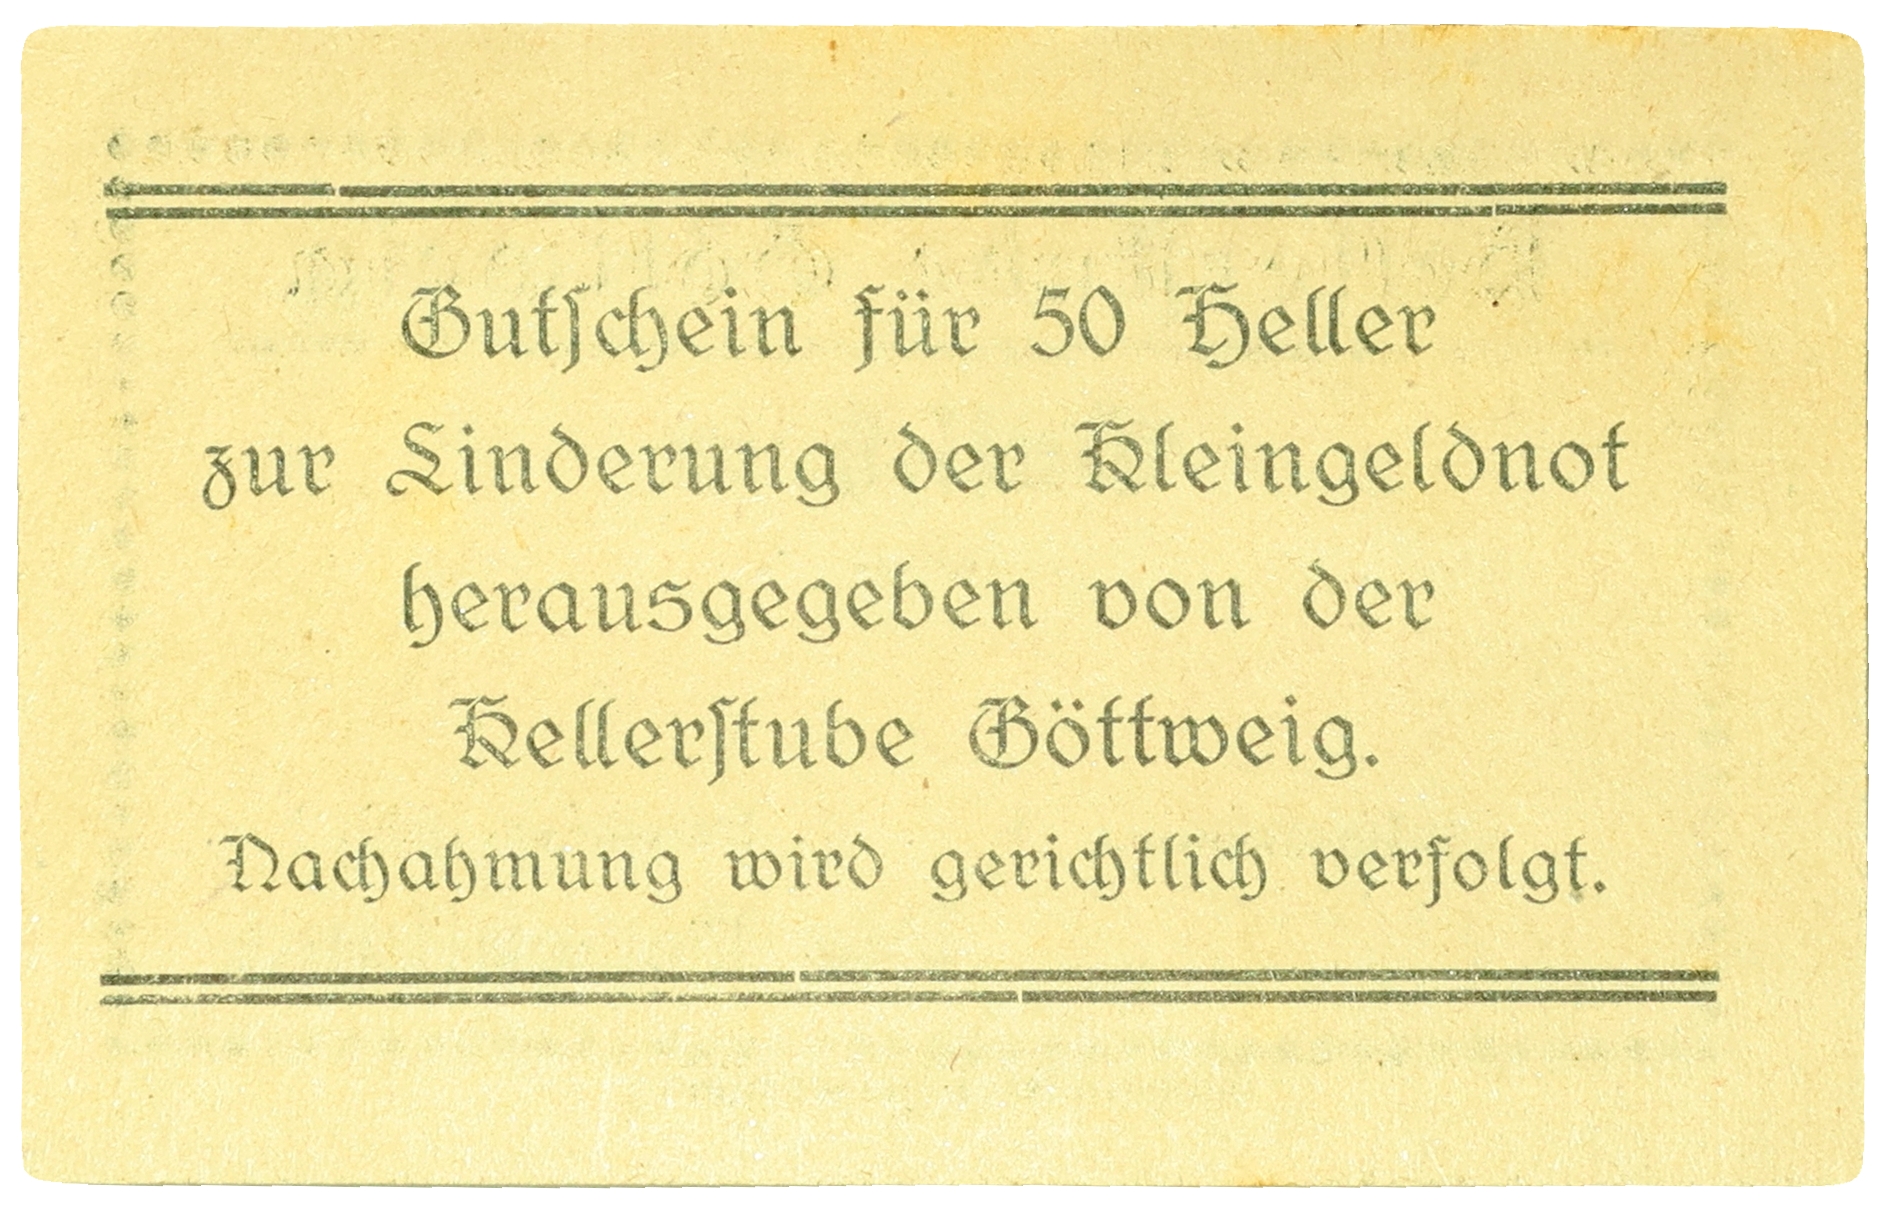 Gutschein für 50 Heller
zur Linderung der Kleingeldnot
herausgegeben von der
Kellerstube Göttweig.
Nachahmung wird gerichtlich verfolgt.